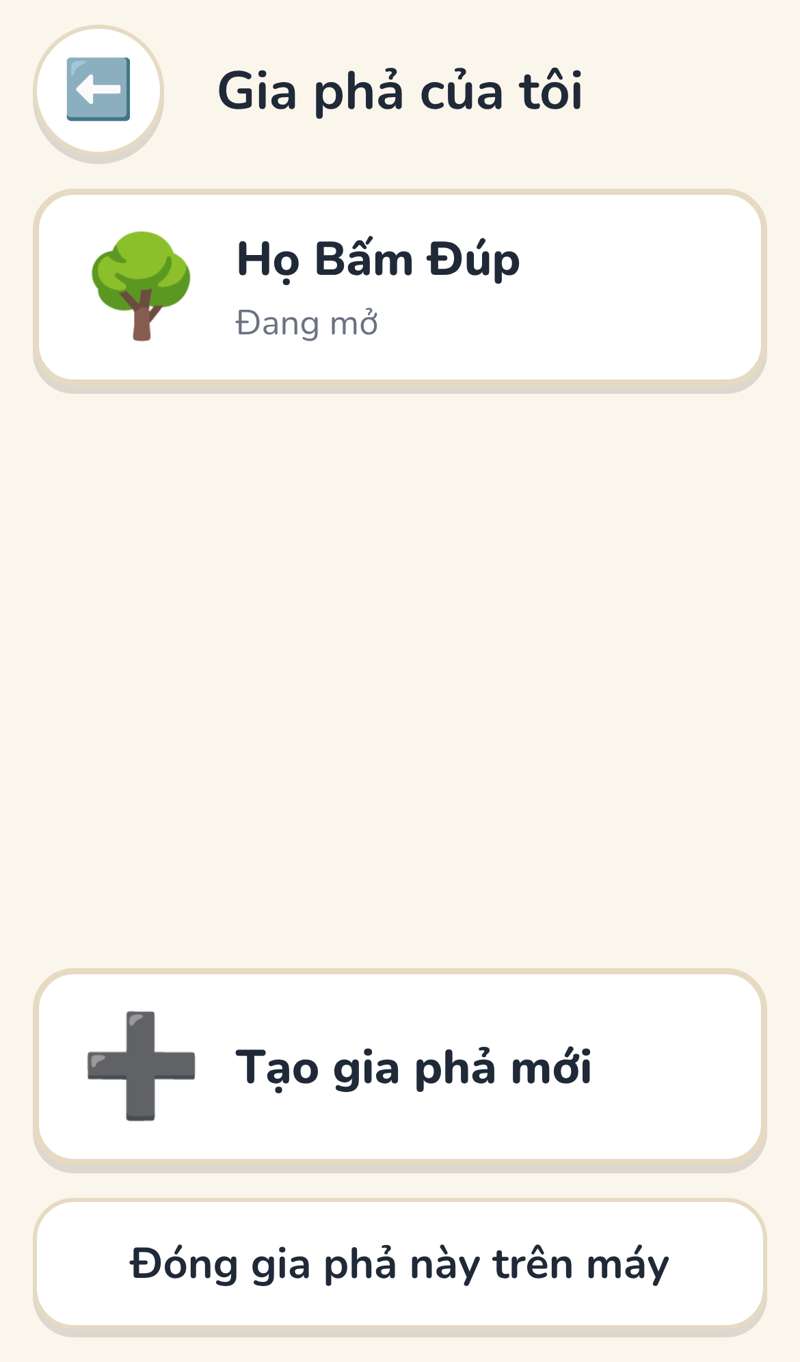 Gia phả của tôi
Họ Bấm Đúp
Đang mở
Tạo gia phả mới
Đóng gia phả này trên máy